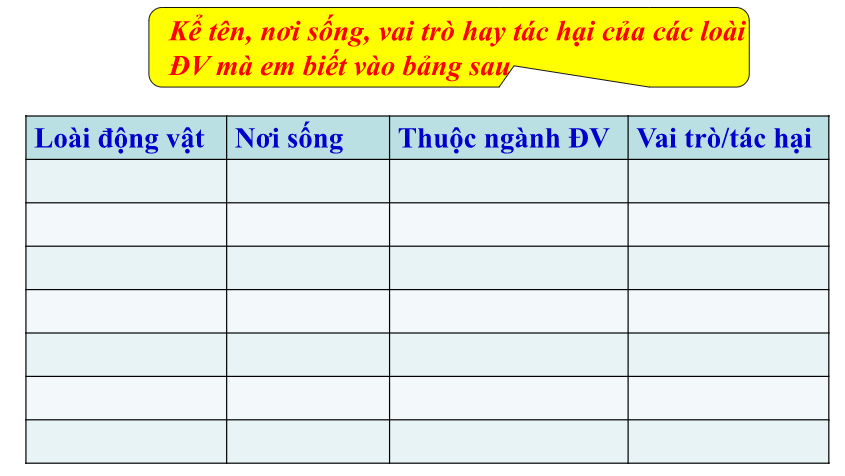 Kể tên, nơi sống, vai trò hay tác hại của các loài
ĐV mà em biết vào bảng sau
Loài động vật Nơi sống Thuộc ngành ĐV Vai trò/tác hại